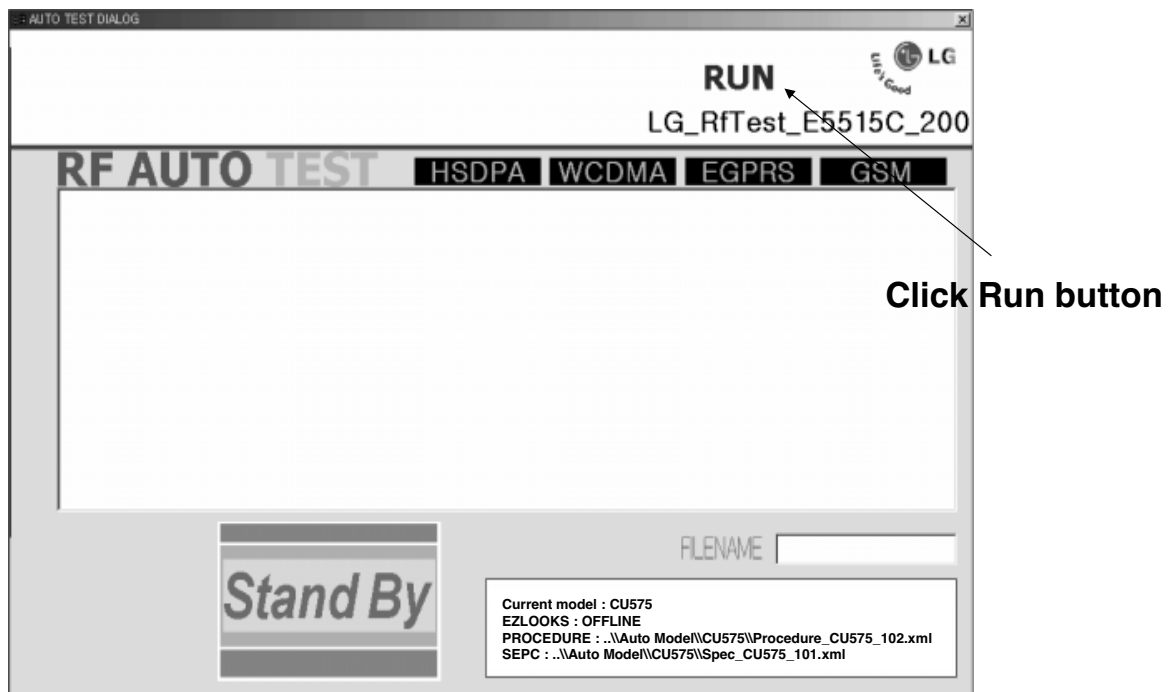 AUTO TEST DIALOG
RUN
Life's Good
LG
LG_RfTest_E5515C_200
RF AUTO TEST
HSDPA WCDMA EGPRS GSM
Click Run button
FILENAME
Stand By
Current model : CU575
EZLOOKS : OFFLINE
PROCEDURE : ..\\Auto Model\\CU575\\Procedure_CU575_102.xml
SEPC : ..\\Auto Model\\CU575\\Spec_CU575_101.xml